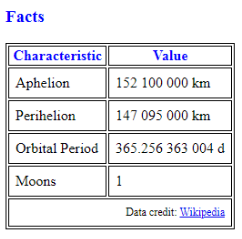 Facts
Characteristic Value
Aphelion 152 100 000 km
Perihelion 147 095 000 km
Orbital Period 365.256 363 004 d
Moons 1
Data credit: Wikipedia